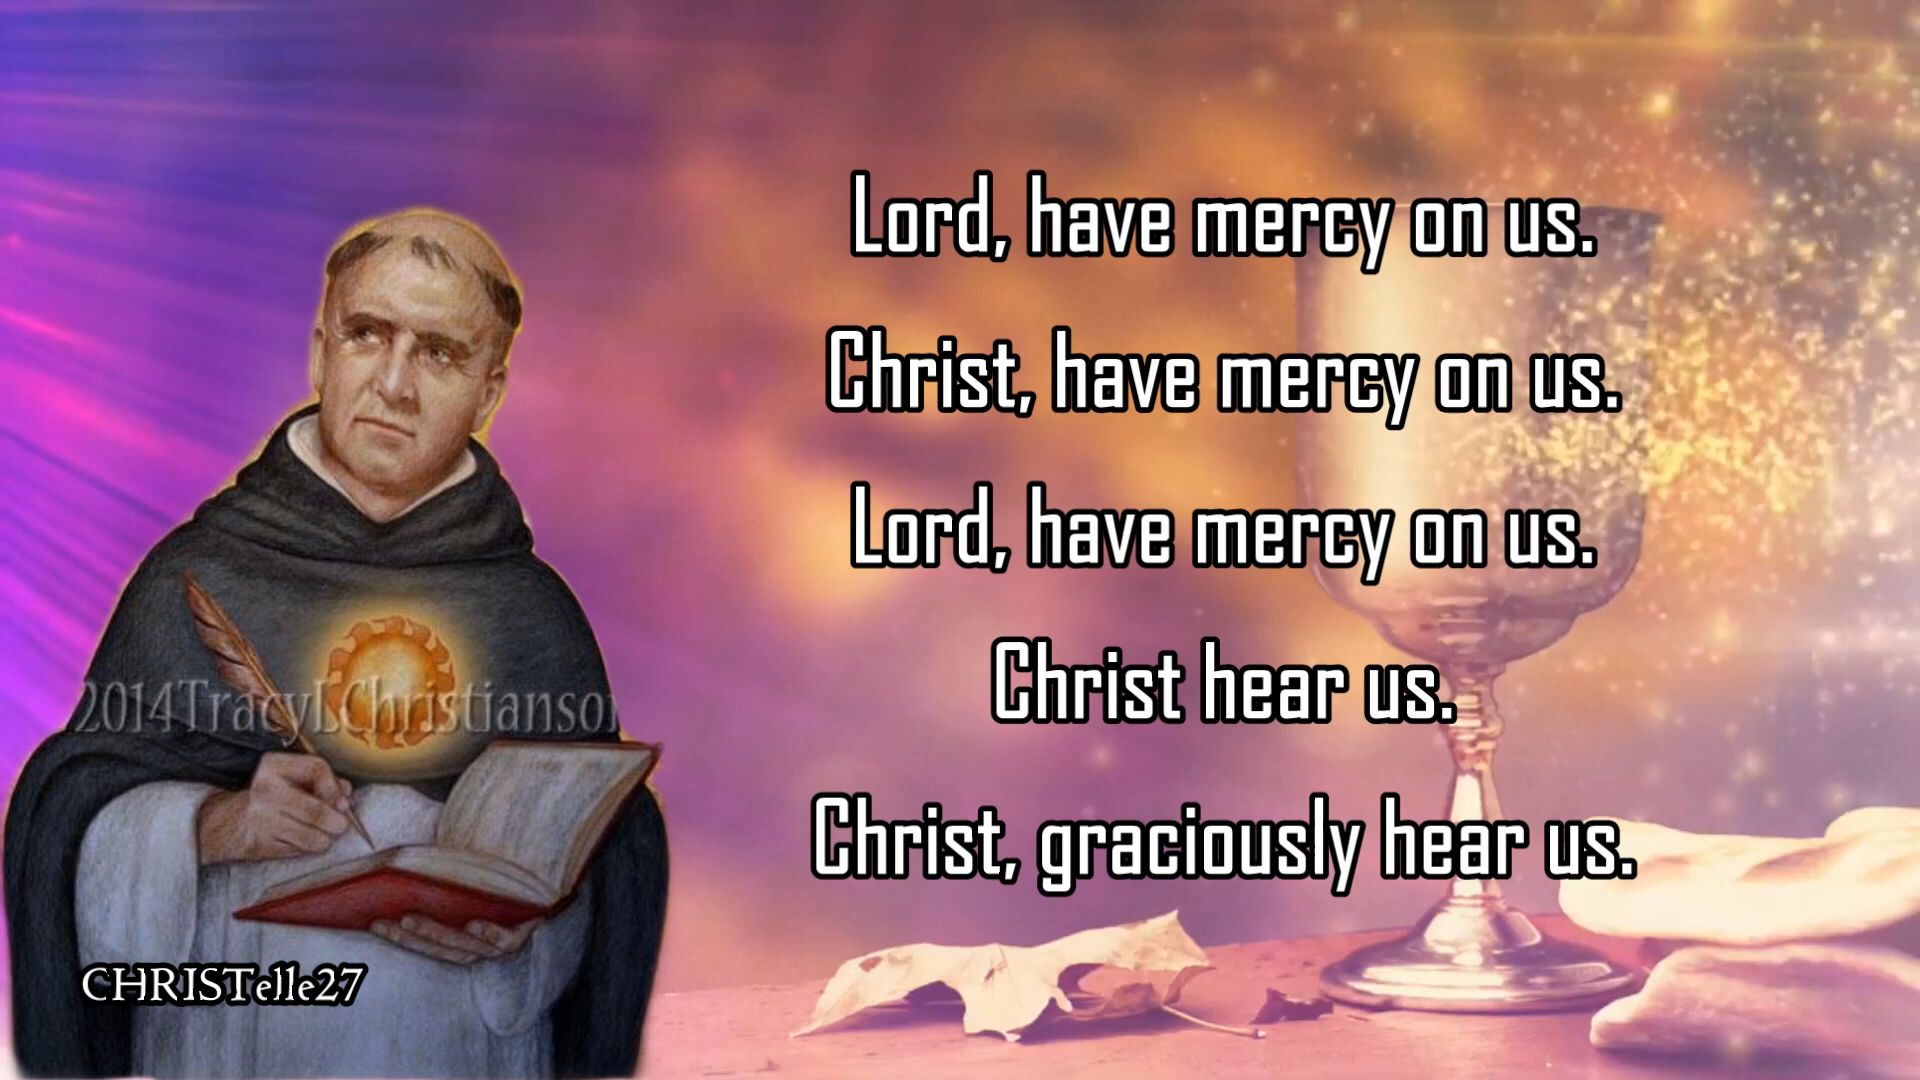 Lord, have mercy on us.
Christ, have mercy on us.
Lord, have mercy on us.
Christ hear us.
Christ, graciously hear us.
2014TracyLChristianson
CHRISTelle27